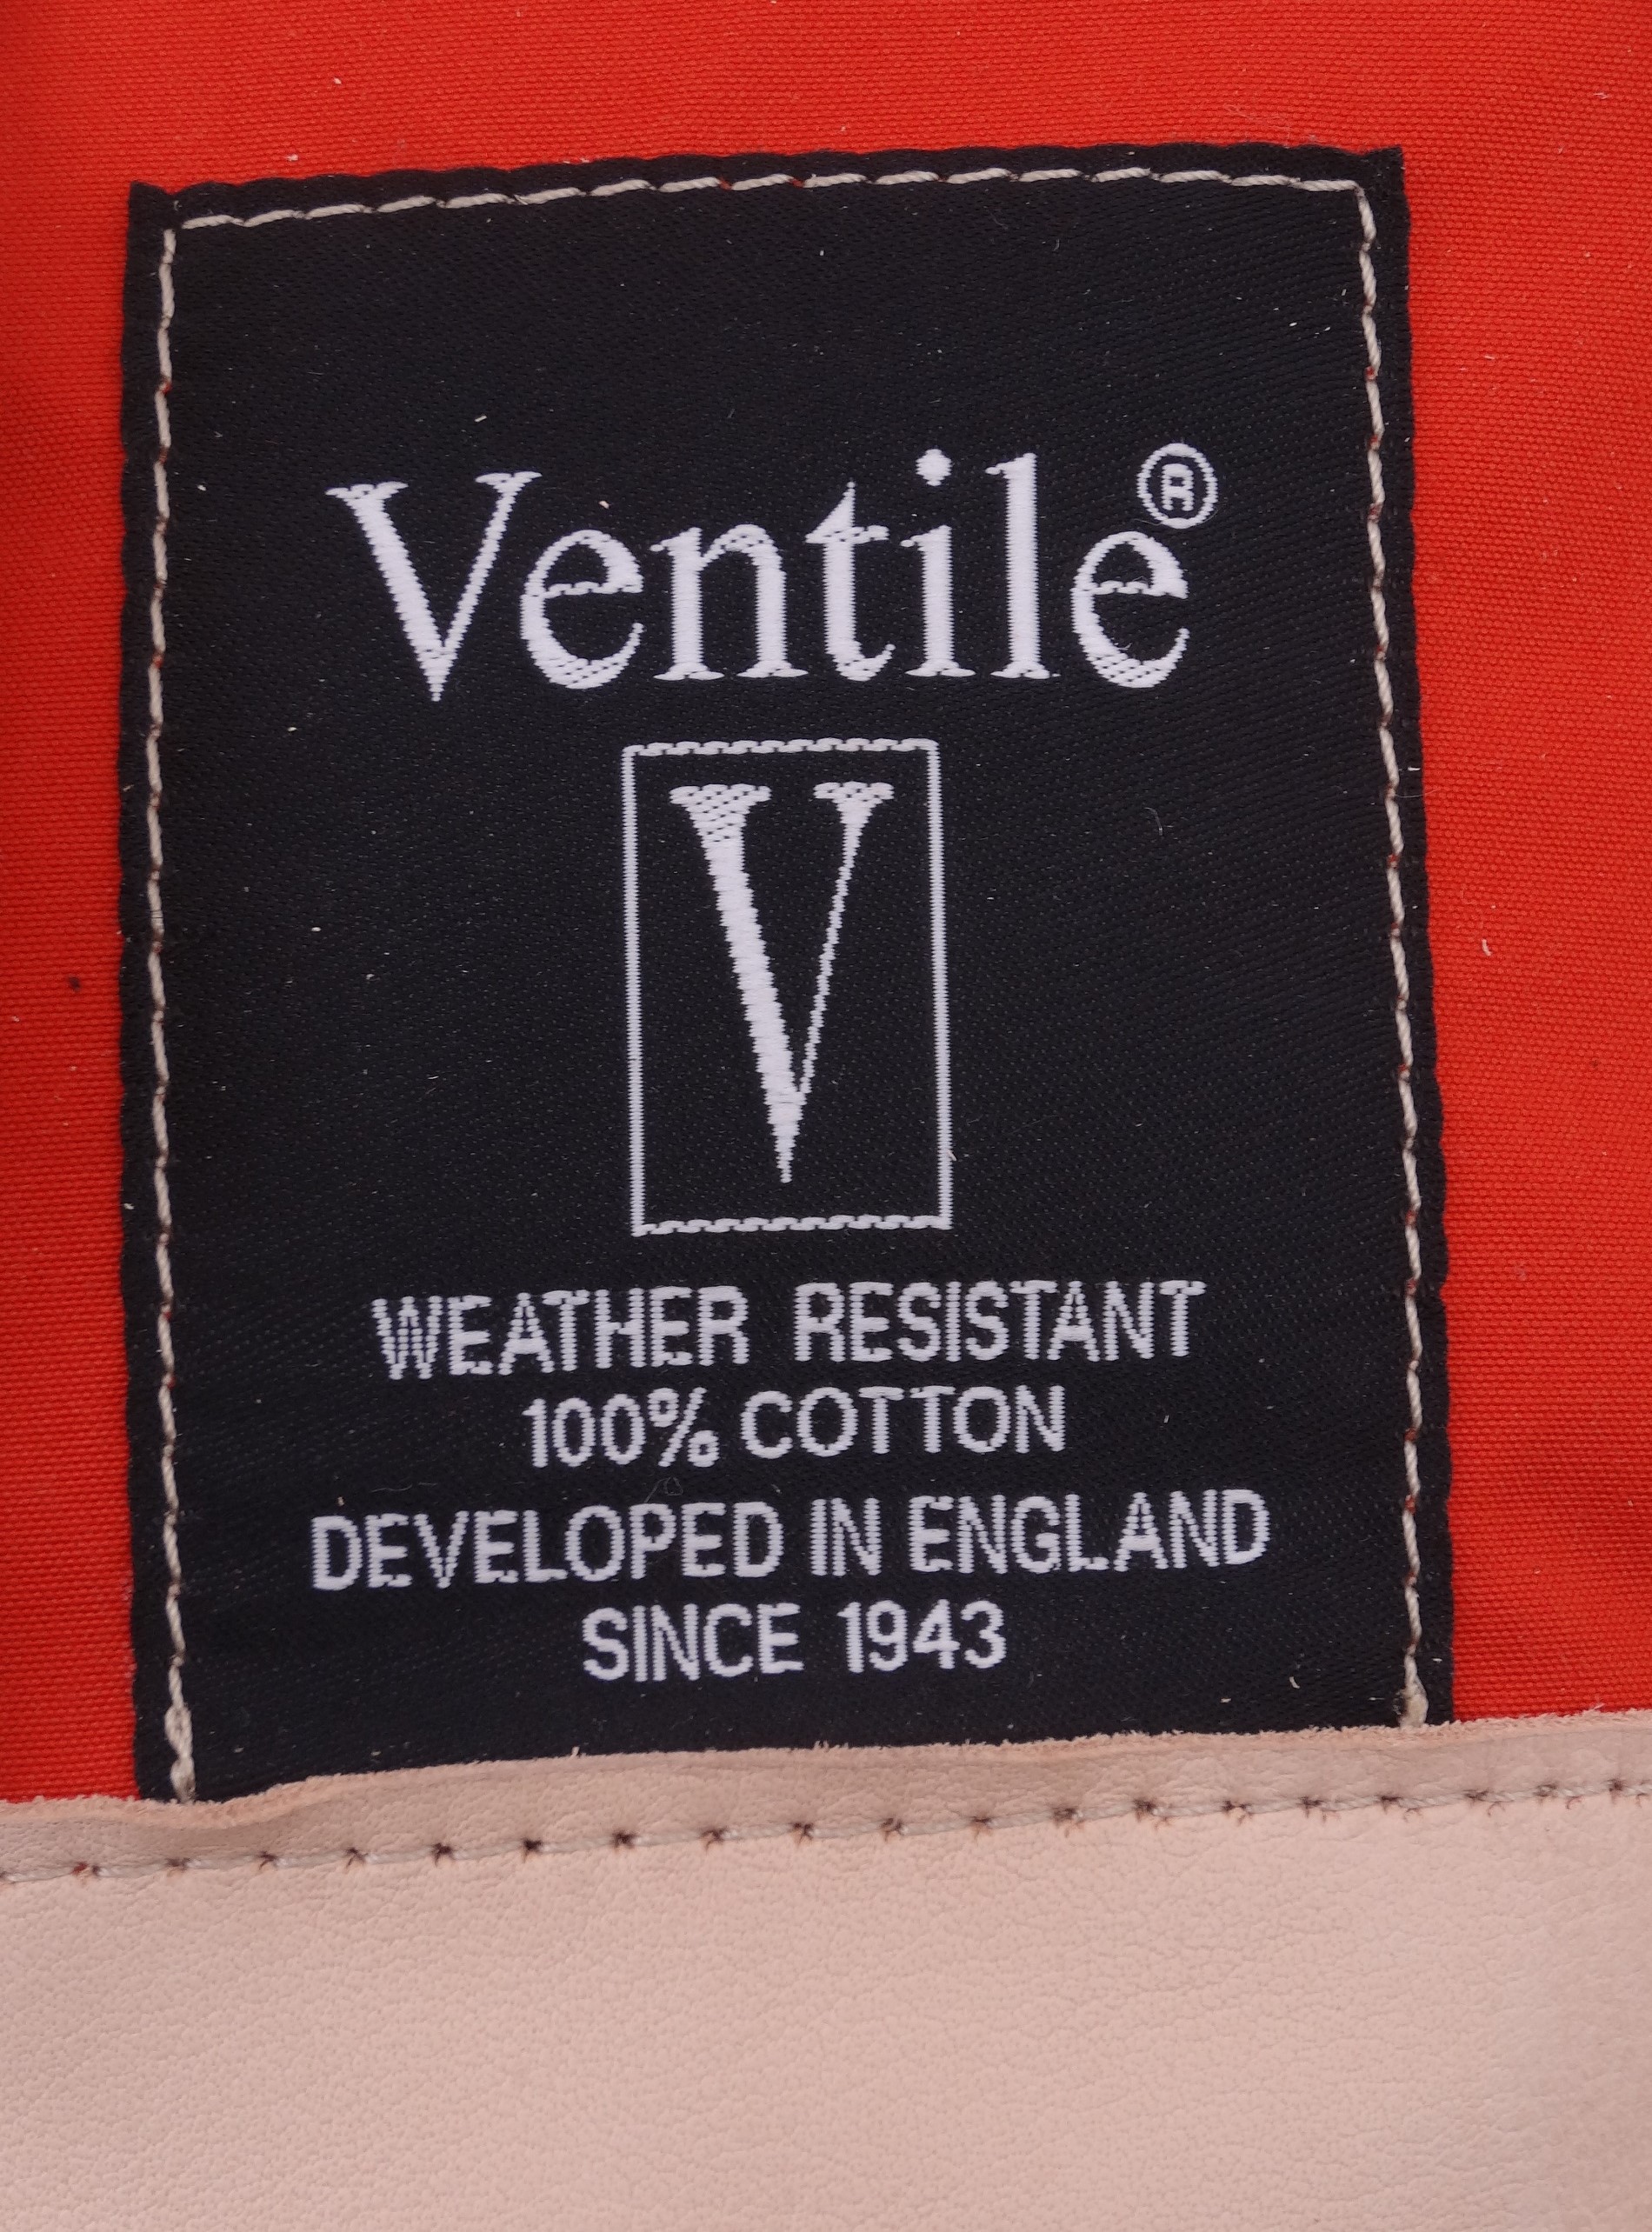 Ventile®
V
WEATHER RESISTANT
100% COTTON
DEVELOPED IN ENGLAND
SINCE 1943